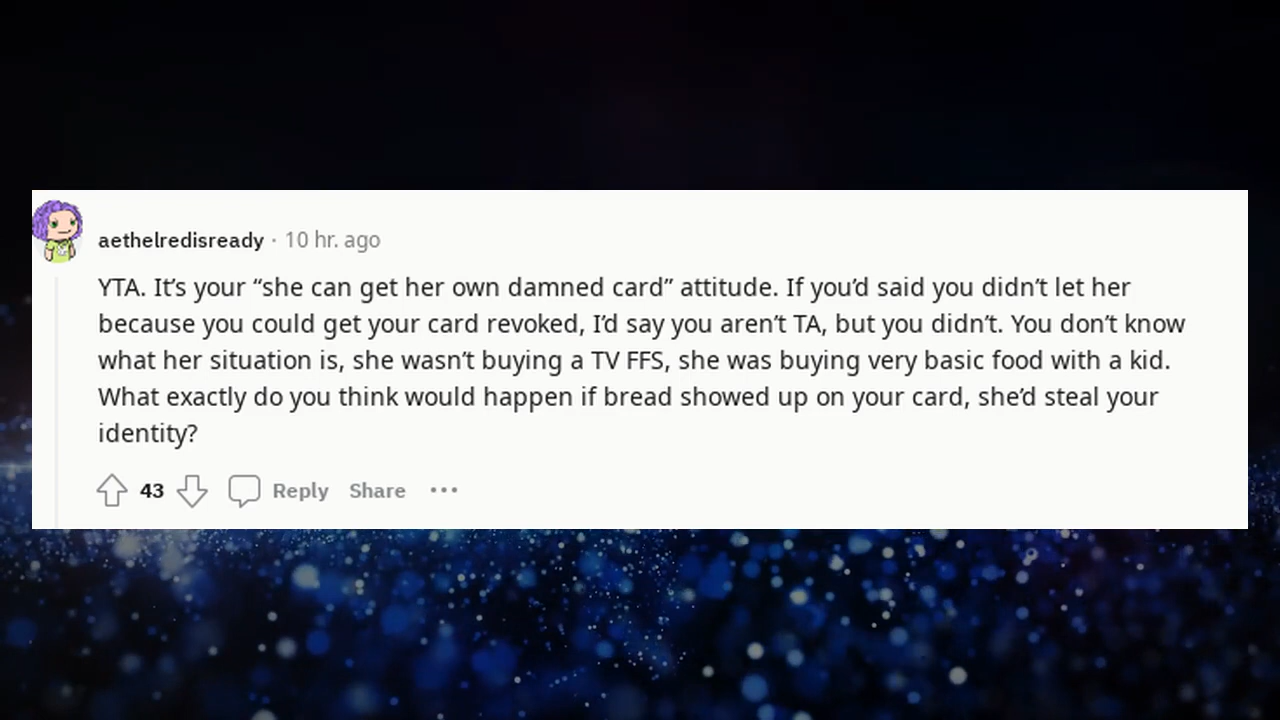 aethelredisready · 10 hr. ago
YTA. It’s your “she can get her own damned card” attitude. If you’d said you didn’t let her
because you could get your card revoked, I’d say you aren’t TA, but you didn’t. You don’t know
what her situation is, she wasn’t buying a TV FFS, she was buying very basic food with a kid.
What exactly do you think would happen if bread showed up on your card, she’d steal your
identity?
43 Reply Share